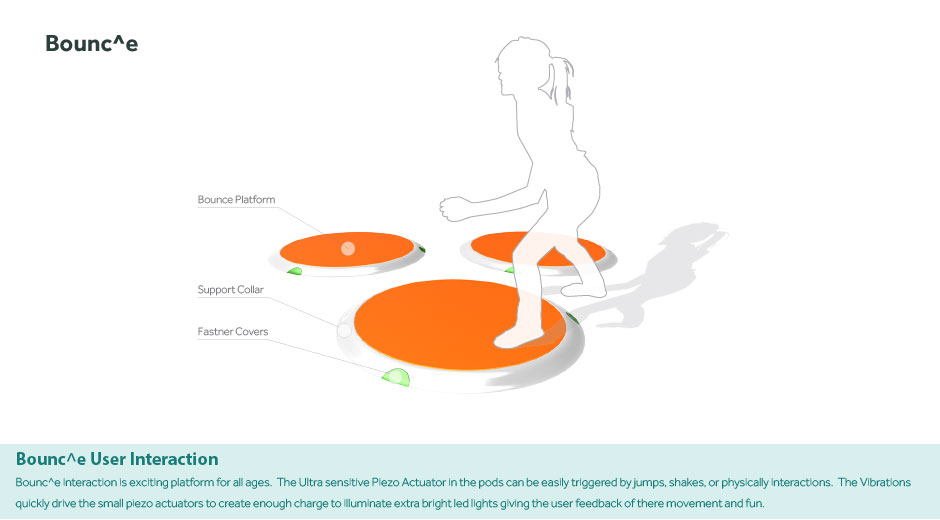 Bounc^e
Bounce Platform
Support Collar
Fastner Covers
Bounc^e User Interaction
Bounc^e interaction is exciting platform for all ages. The Ultra sensitive Piezo Actuator in the pods can be easily triggered by jumps, shakes, or physically interactions. The Vibrations
quickly drive the small piezo actuators to create enough charge to illuminate extra bright led lights giving the user feedback of there movement and fun.